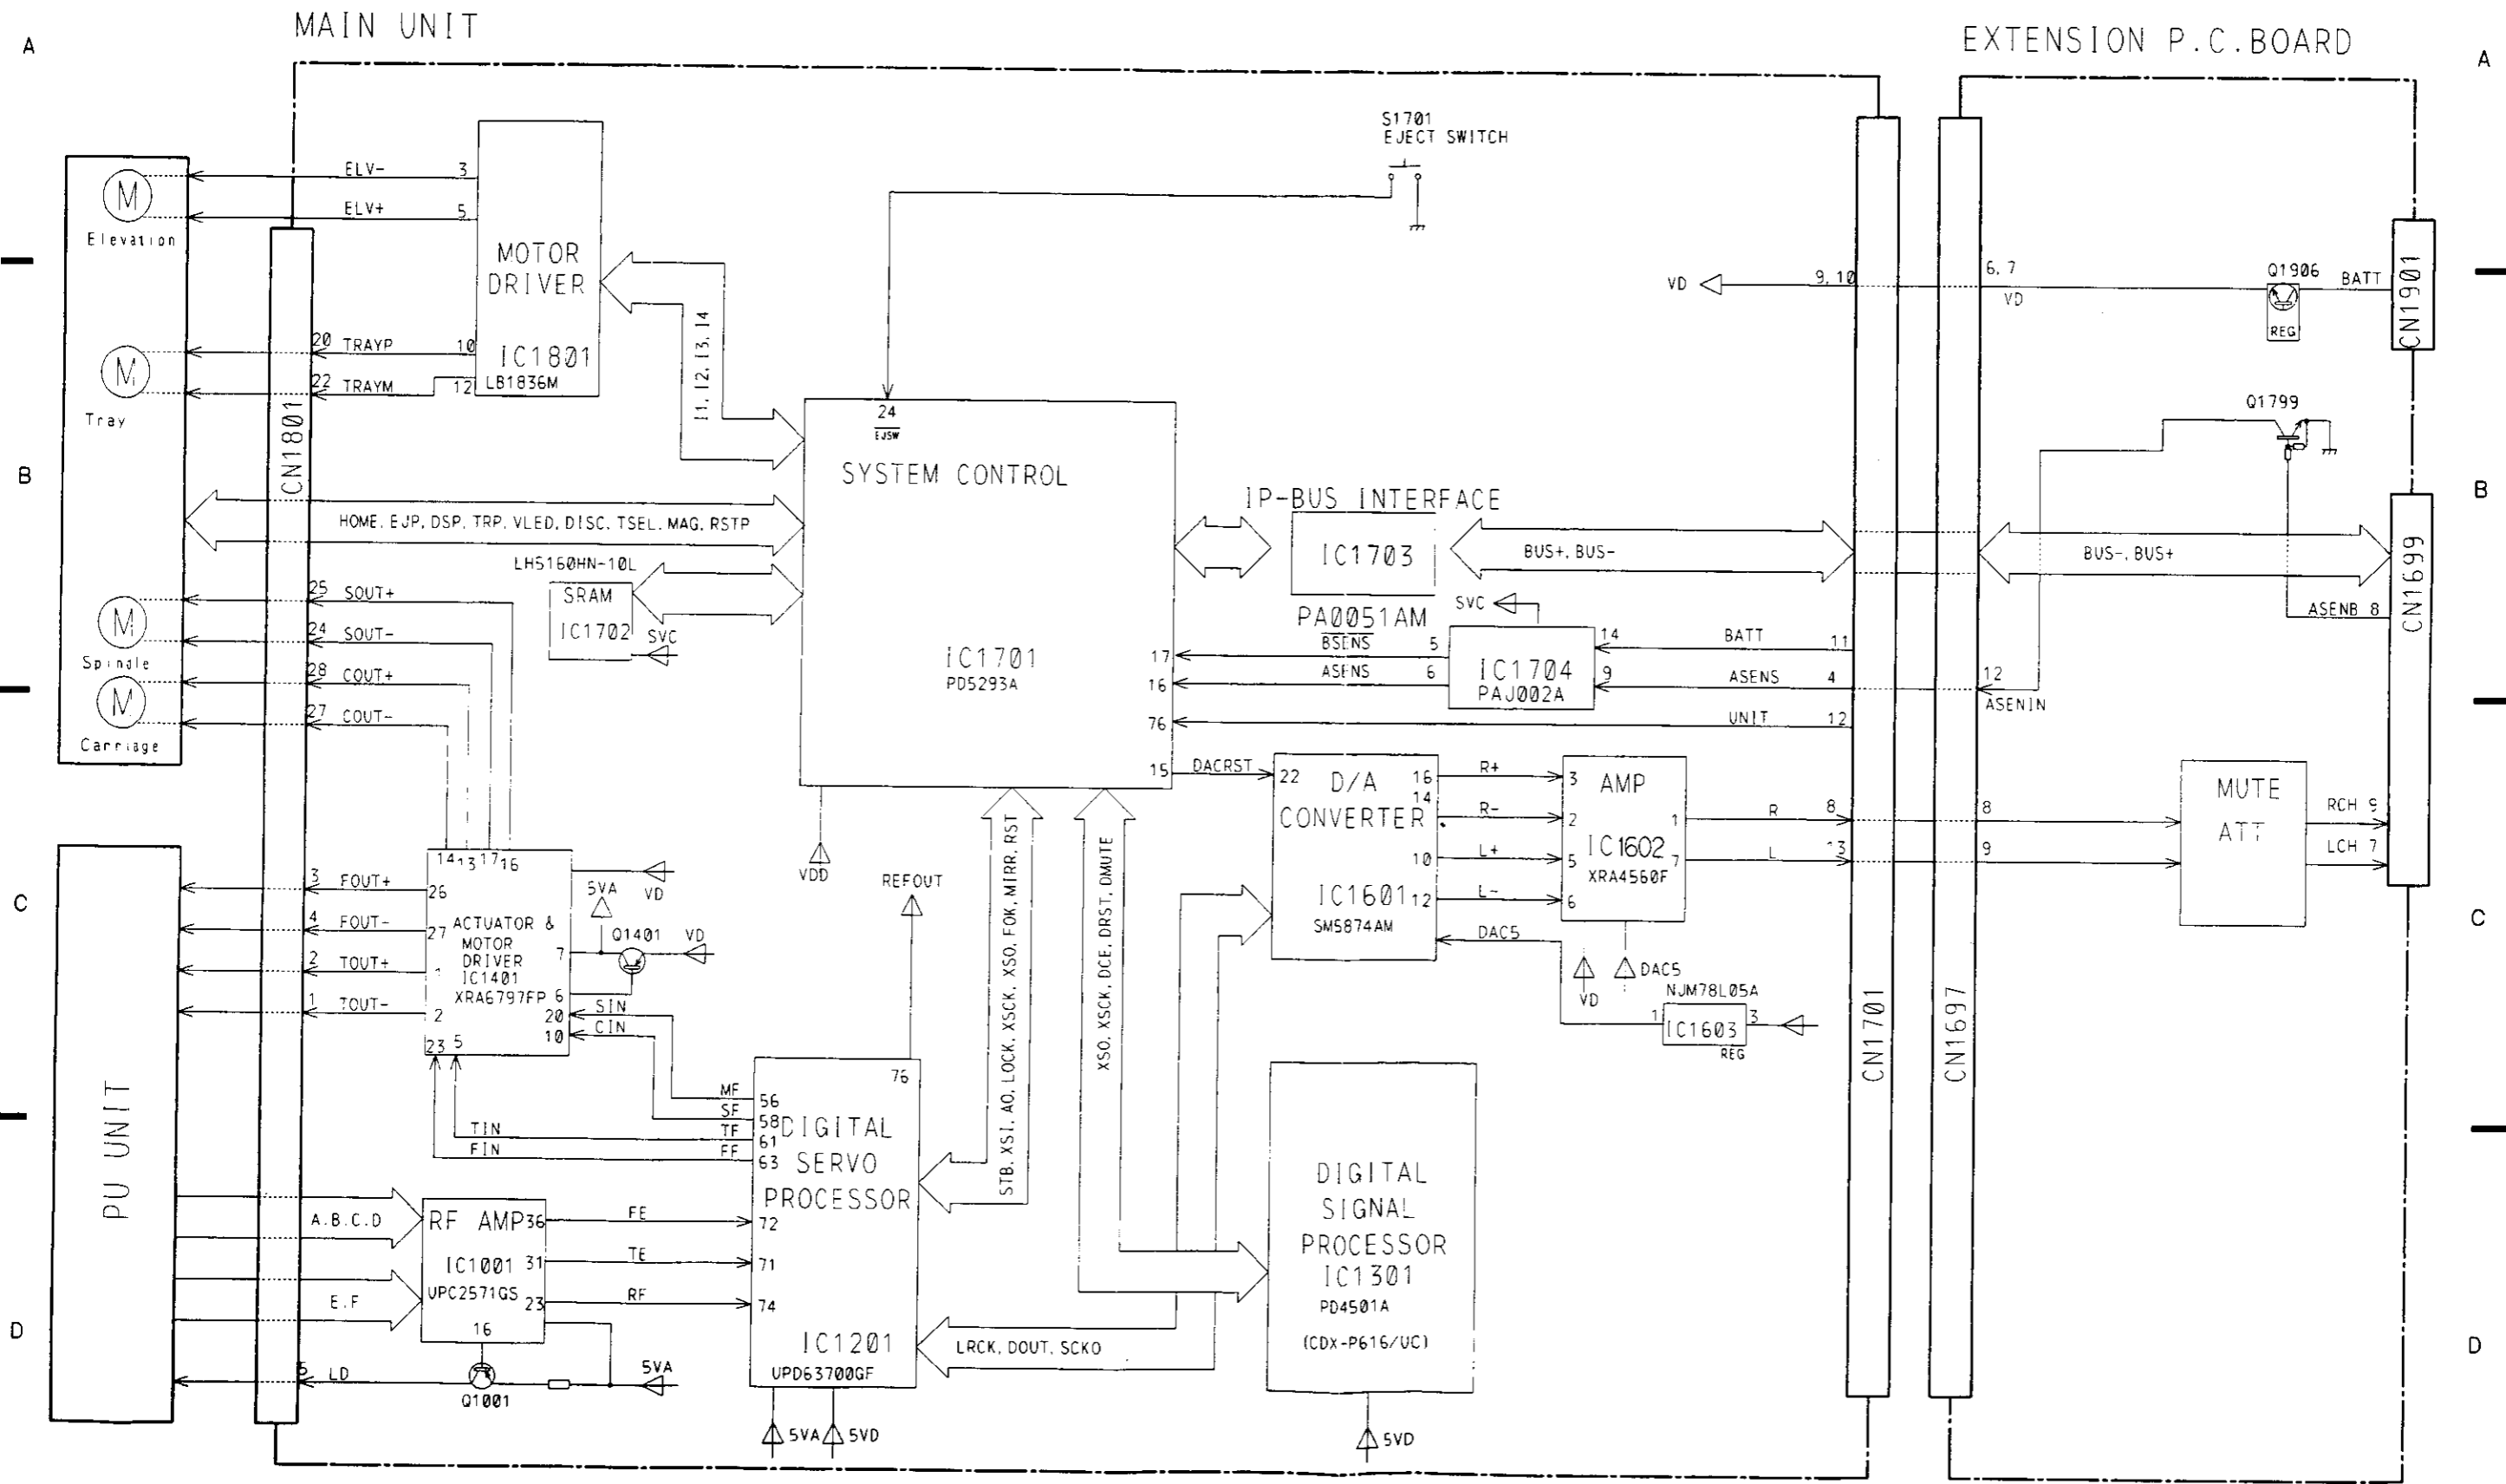 MAIN UNIT
EXTENSION P.C.BOARD
A
A
S1701
EJECT SWITCH
ELV- 3
M
ELV+ 5
Elevation
MOTOR
DRIVER
IC1801
LB1836M
I1, I2, I3, I4
VD
9, 10
6, 7
VD
Q1906
REG
BATT
CN1901
20 TRAYP 10
M
22 TRAYM 12
Tray
CN1801
24
EJSW
SYSTEM CONTROL
IC1701
PD5293A
Q1799
B
B
IP-BUS INTERFACE
IC1703
PA0051AM
BUS+, BUS-
BUS-, BUS+
CN1699
HOME, EJP, DSP, TRP, VLED, DISC, TSEL, MAG, RSTP
LH5160HN-10L
SRAM
IC1702
SVC
SVC
25 SOUT+
M
24 SOUT-
Spindle
28 COUT+
M
27 COUT-
Carriage
ASENB 8
17
BSENS 5
16
ASENS 6
IC1704
PAJ002A
14 BATT 11
9 ASENS 4
12
ASENIN
76
UNIT 12
15 DACRST 22
D/A
CONVERTER
IC1601
SM5874AM
16 R+ 3
14 R- 2
10 L+ 5
12 L- 6
AMP
IC1602
XRA4560F
1 R 8
7 L 13
8
9
MUTE
ATT
RCH 9
LCH 7
VDD
REFOUT
DAC5
VD
DAC5
NJM78L05A
1 IC1603 3
REG
CN1701
CN1697
C
C
14 13 17 16
3 FOUT+ 26
4 FOUT- 27
2 TOUT+ 1
1 TOUT- 2
ACTUATOR &
MOTOR
DRIVER
IC1401
XRA6797FP
VD
5VA
Q1401
VD
7
6
20 SIN
10 CIN
23 5
PU UNIT
MF 56
SF 58
TIN TF 61
FIN FF 63
76
DIGITAL
SERVO
PROCESSOR
IC1201
UPD63700GF
STB, XSI, AO, LOCK, XSCK, XSO, FOK, MIRR, RST
XSO, XSCK, DCE, DRST, DMUTE
A.B.C.D
E.F
RF AMP
IC1001
UPC2571GS
36 FE 72
31 TE 71
23 RF 74
16
LD
Q1001
5VA
LRCK, DOUT, SCKO
DIGITAL
SIGNAL
PROCESSOR
IC1301
PD4501A
(CDX-P616/UC)
D
D
5VA
5VD
5VD